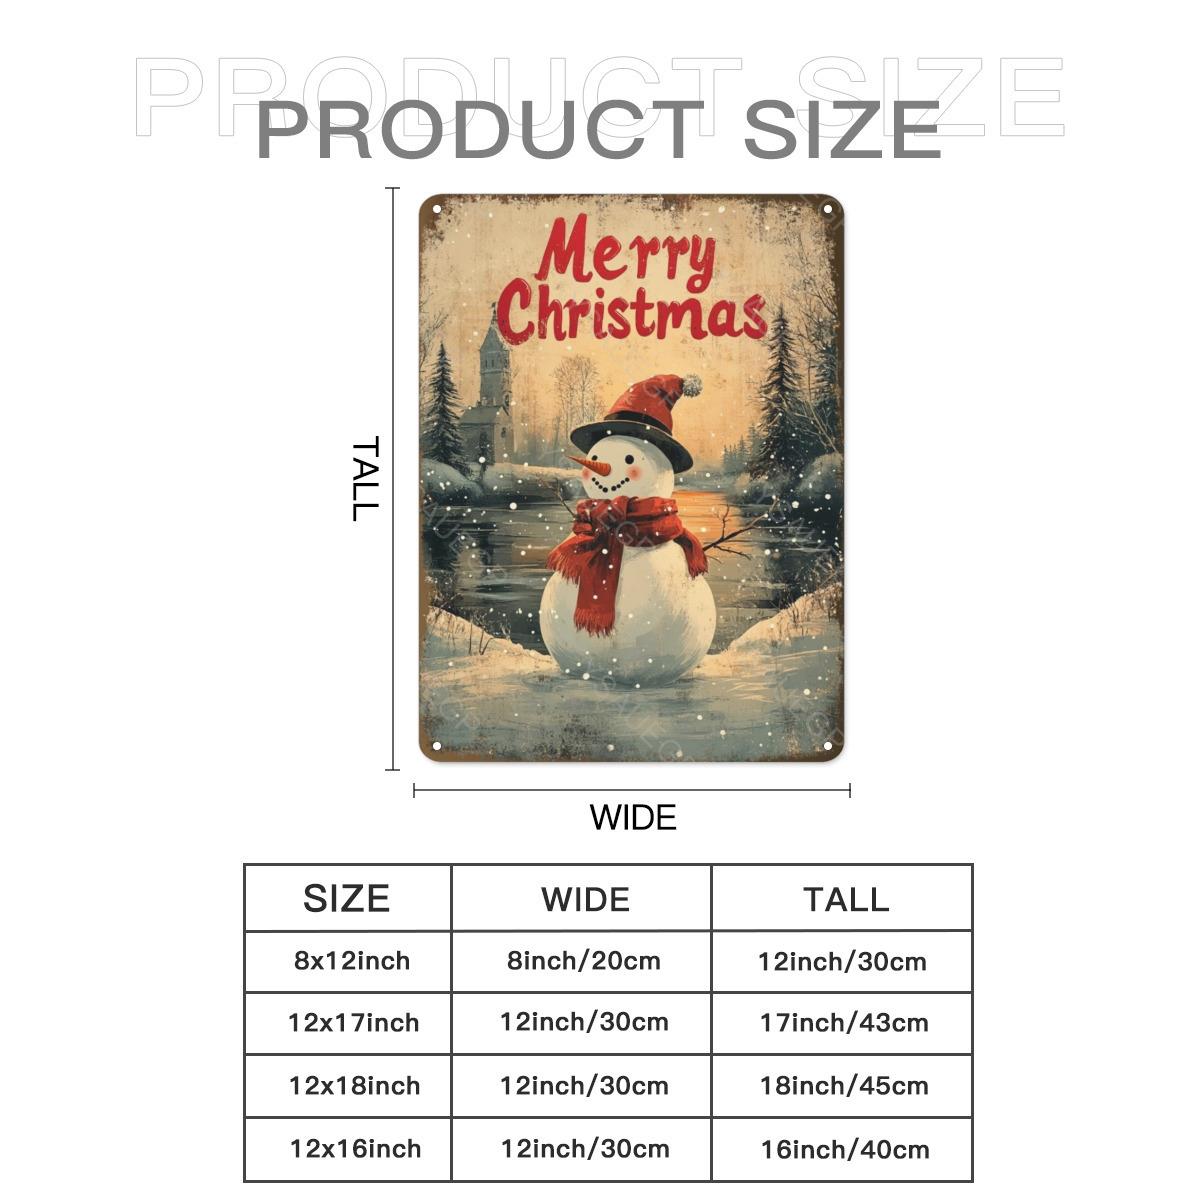 PRODUCT SIZE
PRODUCT SIZE
Merry
Christmas
TALL
WIDE
SIZE WIDE TALL
8x12inch 8inch/20cm 12inch/30cm
12x17inch 12inch/30cm 17inch/43cm
12x18inch 12inch/30cm 18inch/45cm
12x16inch 12inch/30cm 16inch/40cm